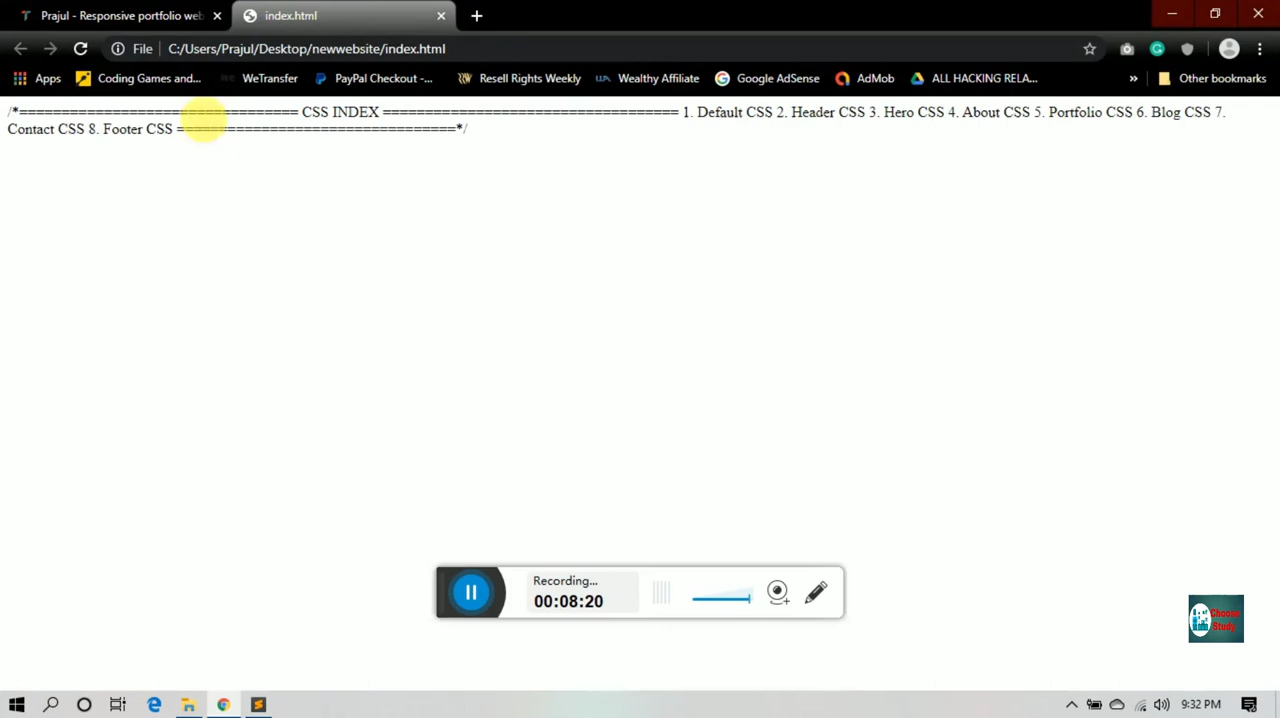 Prajul - Responsive portfolio web
index.html
File
C:/Users/Prajul/Desktop/newwebsite/index.html
Apps
Coding Games and...
WeTransfer
PayPal Checkout -...
Resell Rights Weekly
Wealthy Affiliate
Google AdSense
AdMob
ALL HACKING RELA...
»
Other bookmarks
/*================================= CSS INDEX =================================== 1. Default CSS 2. Header CSS 3. Hero CSS 4. About CSS 5. Portfolio CSS 6. Blog CSS 7.
Contact CSS 8. Footer CSS =================================*/
Recording...
00:08:20
Choose
Study
9:32 PM